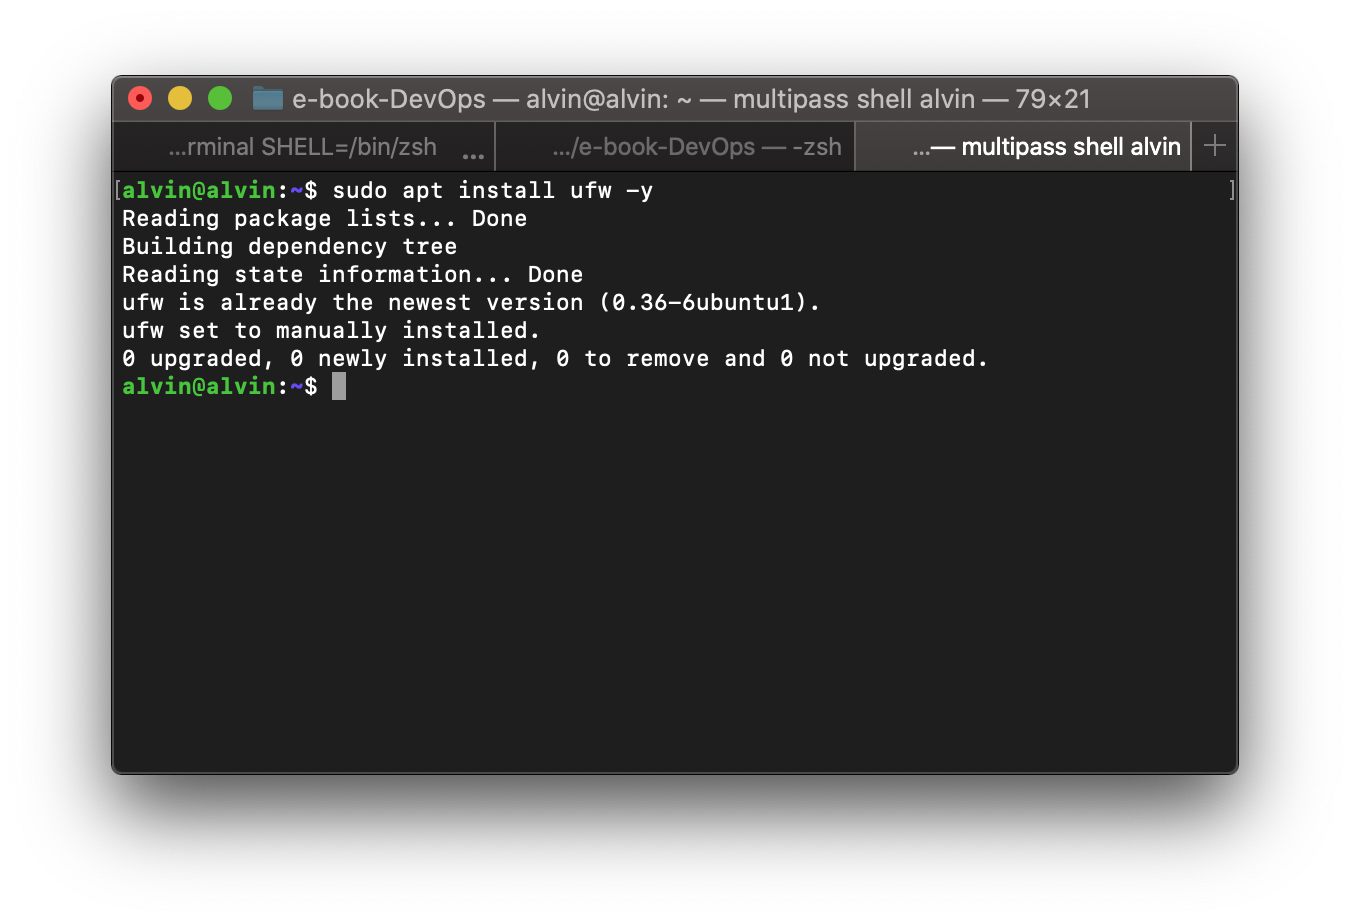 e-book-DevOps — alvin@alvin: ~ — multipass shell alvin — 79×21
...rminal SHELL=/bin/zsh ... .../e-book-DevOps — -zsh ...— multipass shell alvin +
[alvin@alvin:~$ sudo apt install ufw -y ]
Reading package lists... Done
Building dependency tree
Reading state information... Done
ufw is already the newest version (0.36-6ubuntu1).
ufw set to manually installed.
0 upgraded, 0 newly installed, 0 to remove and 0 not upgraded.
alvin@alvin:~$